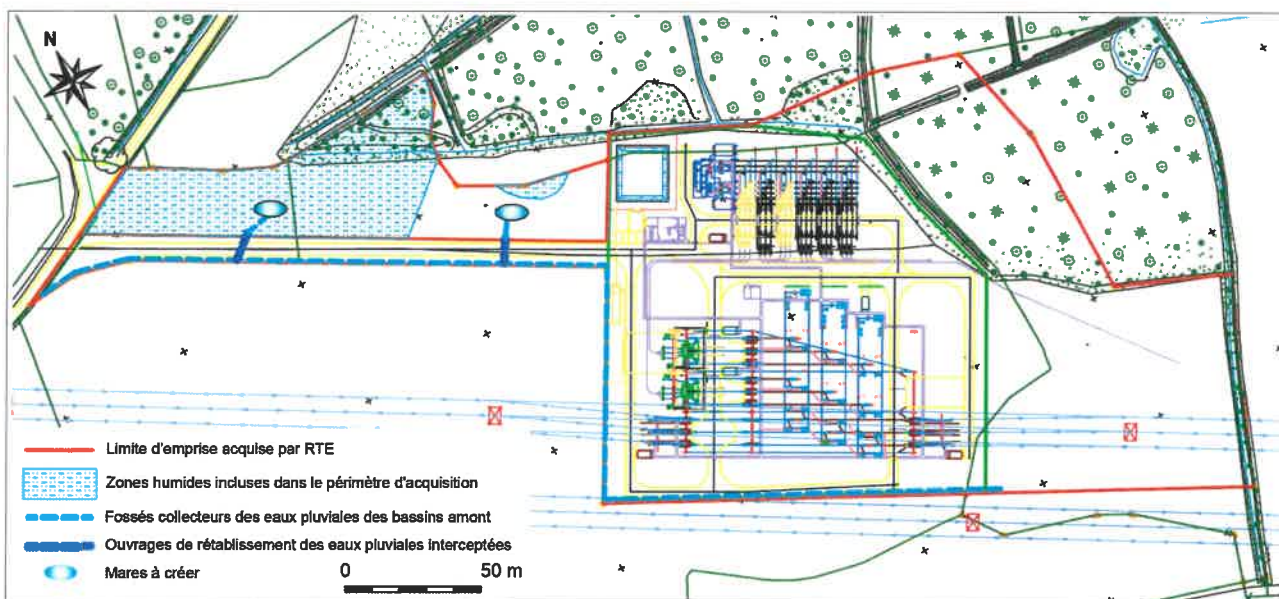 N
Limite d'emprise acquise par RTE
Zones humides incluses dans le périmètre d'acquisition
Fossés collecteurs des eaux pluviales des bassins amont
Ouvrages de rétablissement des eaux pluviales interceptées
Mares à créer
0 50 m